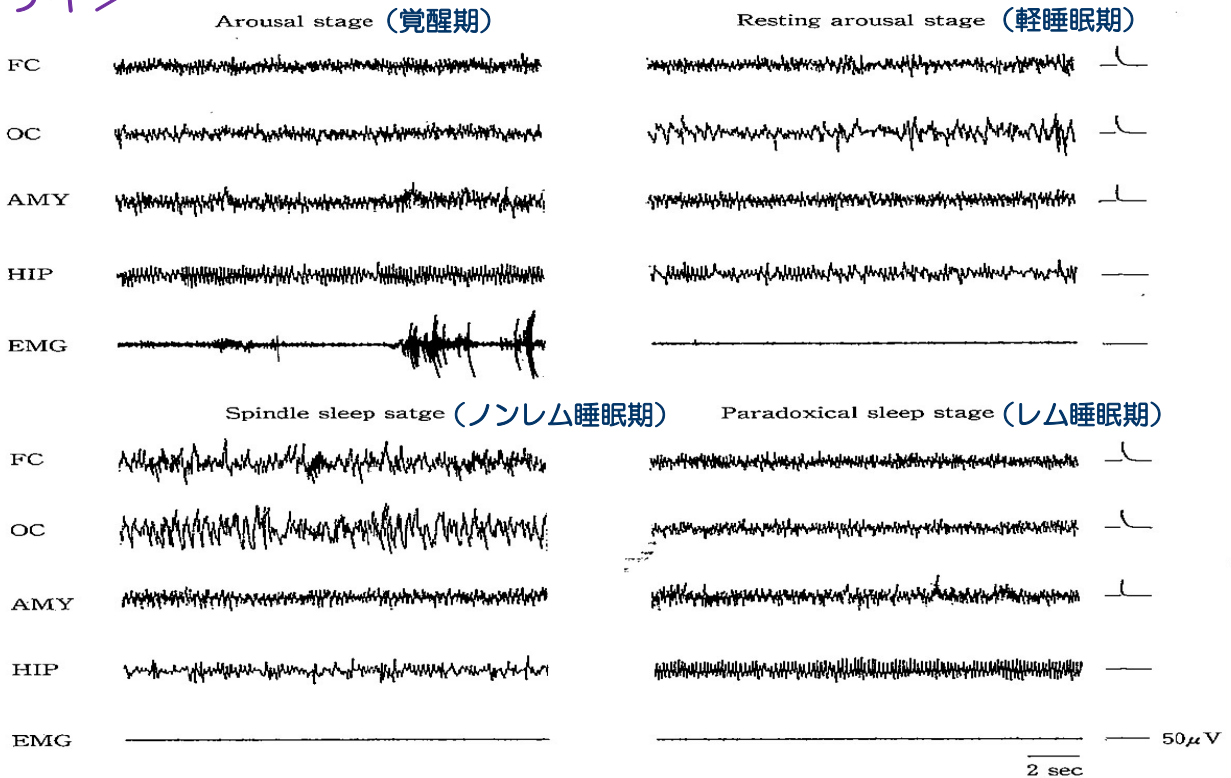 Arousal stage（覚醒期）
Resting arousal stage（軽睡眠期）
FC
OC
AMY
HIP
EMG
Spindle sleep satge（ノンレム睡眠期）
Paradoxical sleep stage（レム睡眠期）
FC
OC
AMY
HIP
EMG
50μV
2 sec